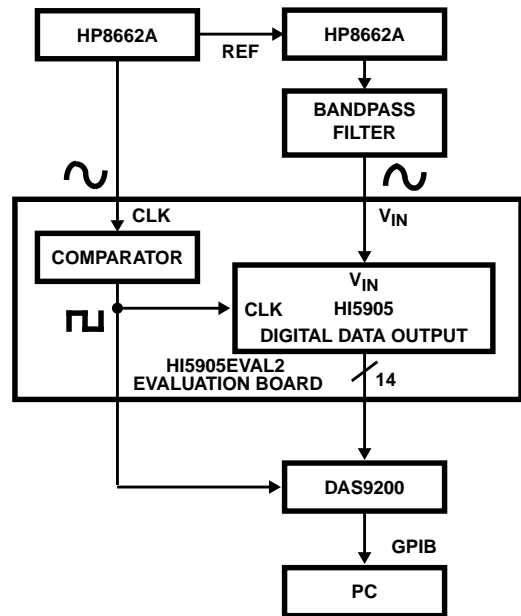 HP8662A
REF
HP8662A
BANDPASS
FILTER
CLK
VIN
COMPARATOR
VIN
CLK
HI5905
DIGITAL DATA OUTPUT
HI5905EVAL2
EVALUATION BOARD
14
DAS9200
GPIB
PC